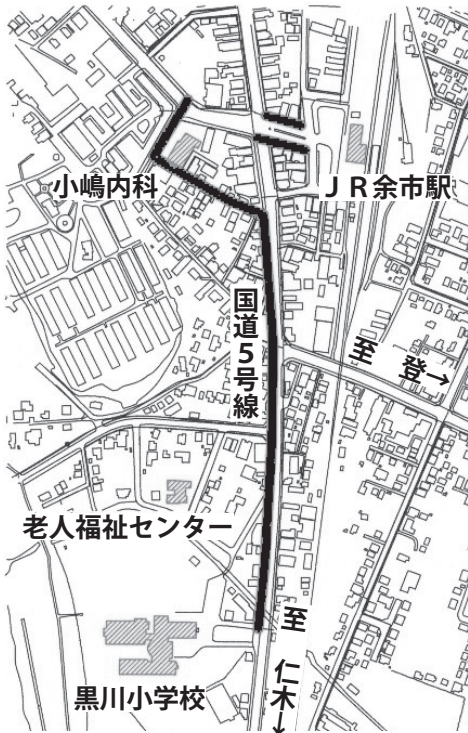 小嶋内科
ＪＲ余市駅
国道５号線
至　登→
老人福祉センター
至　仁木↓
黒川小学校